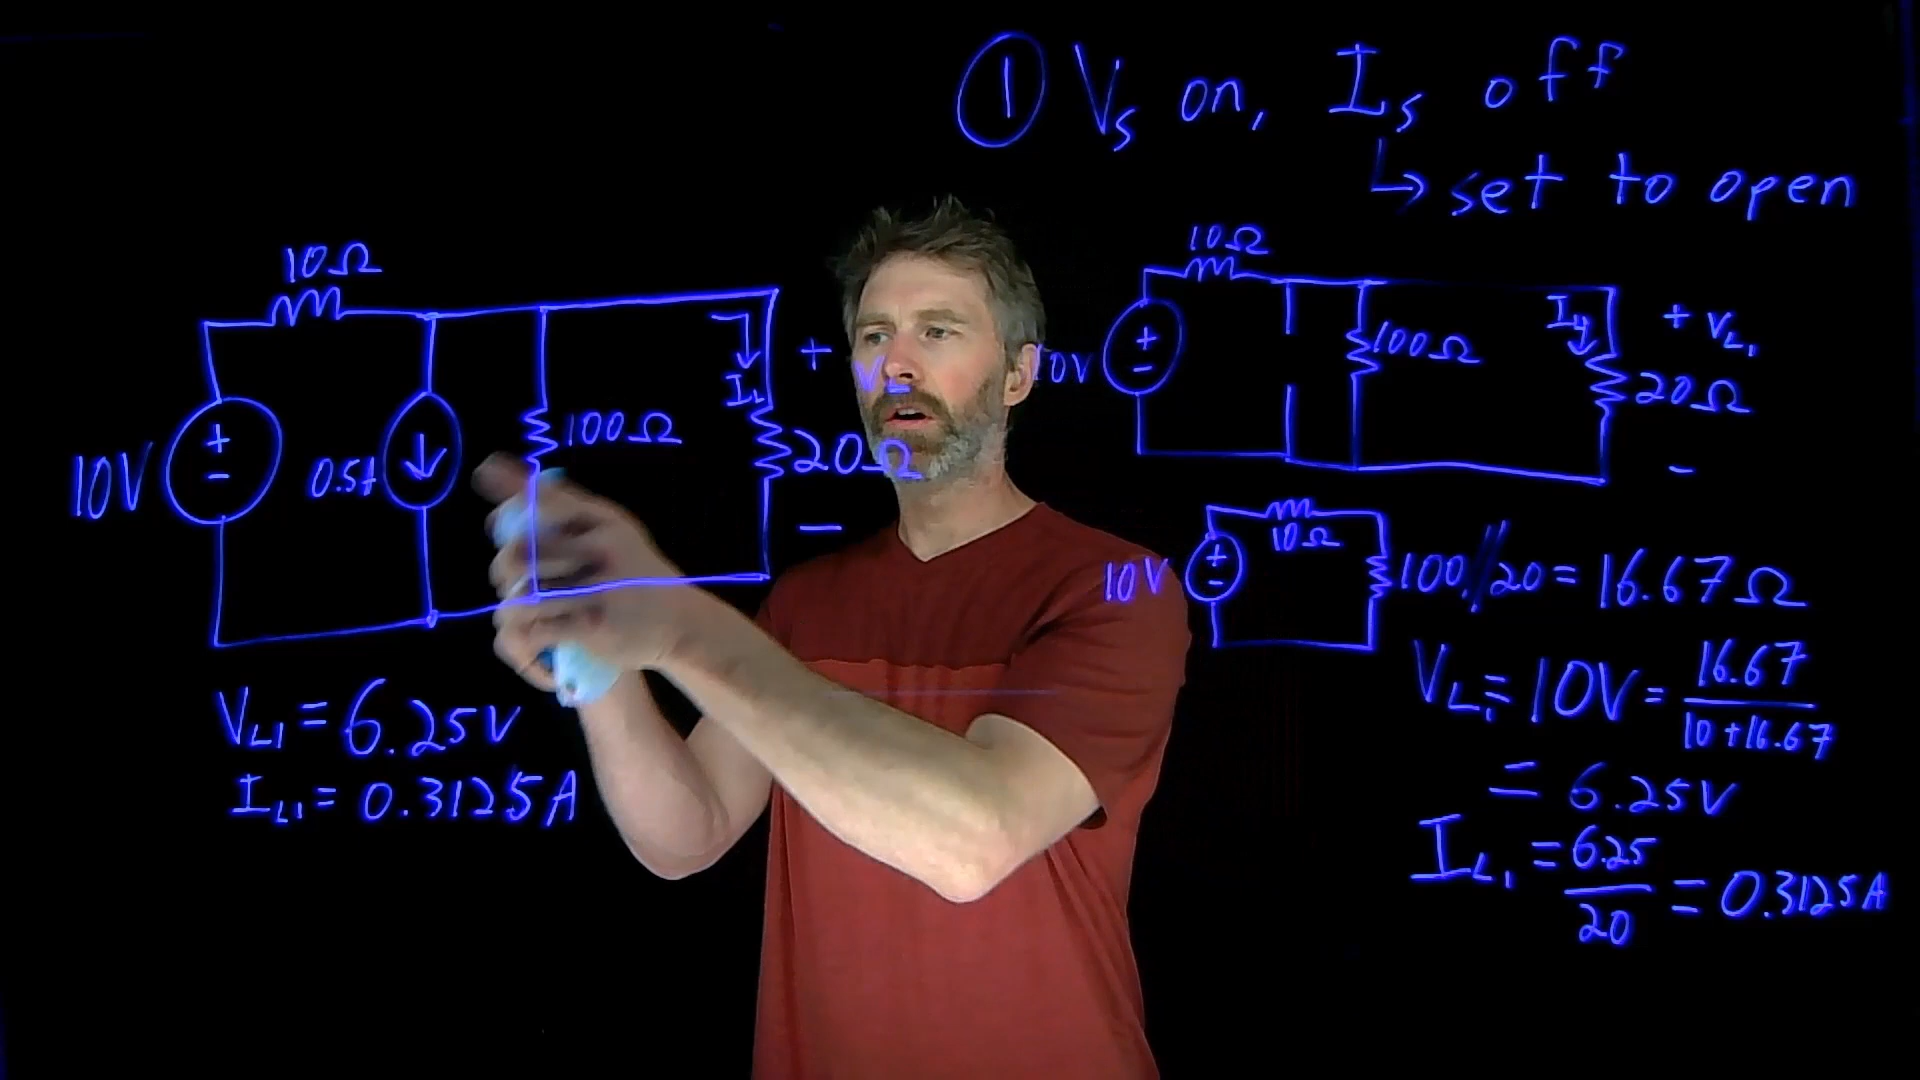 ① Vs on, Is off
↳ set to open
10Ω
10V
+
-
0.5A
100Ω
IL
20Ω
+
VL
-
VL1 = 6.25V
IL1 = 0.3125A
10Ω
10V
+
-
100Ω
IL1
20Ω
+ VL1
-
10Ω
10V
+
-
100//20 = 16.67Ω
VL1 = 10V = 16.67
10+16.67
= 6.25V
IL1 = 6.25
20
= 0.3125A